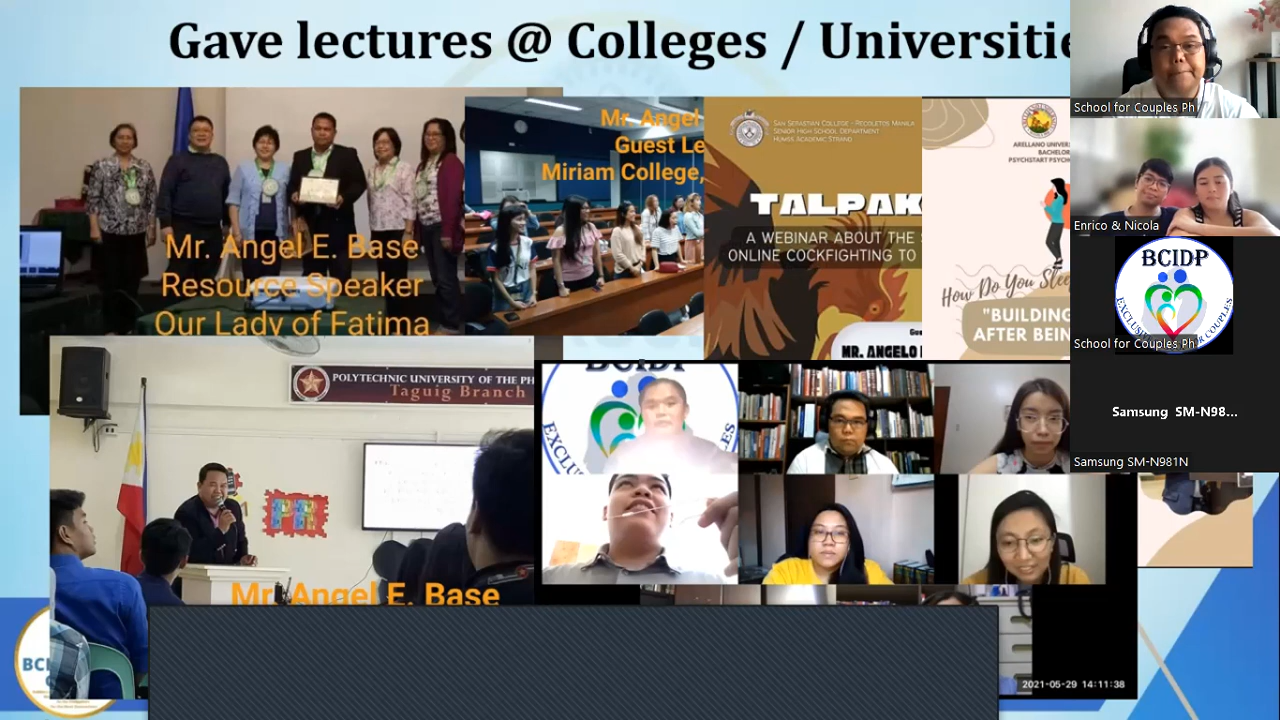 Gave lectures @ Colleges / Universitie
School for Couples Ph
Mr. Angel
Guest Le
Miriam College,
SAN SEBASTIAN COLLEGE - RECOLETOS MANILA
SENIOR HIGH SCHOOL DEPARTMENT
HUMSS ACADEMIC STRAND
TALPAK
A WEBINAR ABOUT THE
ONLINE COCKFIGHTING TO
MR. ANGELO
ARELLANO UNIVER
BACHELOR
PSYCHSTART PSYCH
How Do You Slee
"BUILDING
AFTER BEIN
Enrico & Nicola
BCIDP
School for Couples Ph
Samsung SM-N98...
Samsung SM-N981N
Mr. Angel E. Base
Resource Speaker
Our Lady of Fatima
POLYTECHNIC UNIVERSITY OF THE PH
Taguig Branch
Mr. Angel E. Base
BCIDP
2021-05-29 14:11:38